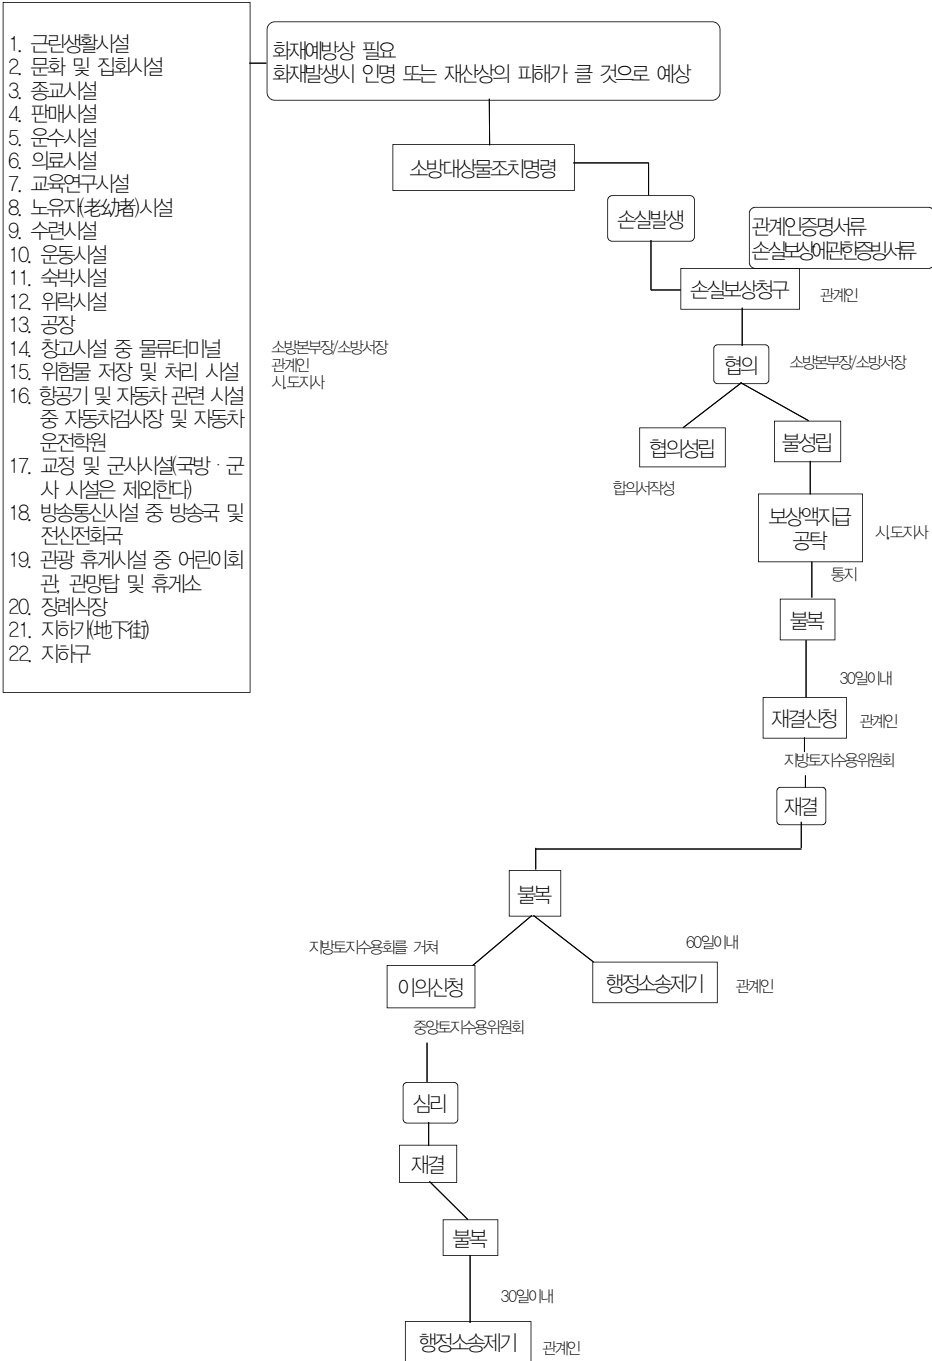 1. 근린생활시설
2. 문화 및 집회시설
3. 종교시설
4. 판매시설
5. 운수시설
6. 의료시설
7. 교육연구시설
8. 노유자(老幼者)시설
9. 수련시설
10. 운동시설
11. 숙박시설
12. 위락시설
13. 공장
14. 창고시설 중 물류터미널
15. 위험물 저장 및 처리 시설
16. 항공기 및 자동차 관련 시설
중 자동차검사장 및 자동차
운전학원
17. 교정 및 군사시설(국방 · 군
사 시설은 제외한다)
18. 방송통신시설 중 방송국 및
전신전화국
19. 관광 휴게시설 중 어린이회
관, 관망탑 및 휴게소
20. 장례식장
21. 지하가(地下街)
22. 지하구
화재예방상 필요
화재발생시 인명 또는 재산상의 피해가 클 것으로 예상
소방대상물조치명령
손실발생
관계인증명서류
손실보상에관한증빙서류
손실보상청구
관계인
소방본부장/소방서장
관계인
시.도지사
협의
소방본부장/소방서장
협의성립
불성립
합의서작성
보상액지급
공탁
시.도지사
통지
불복
30일이내
재결신청
관계인
지방토지수용위원회
재결
불복
지방토지수용회를 거쳐
60일이내
이의신청
행정소송제기
관계인
중앙토지수용위원회
심리
재결
불복
30일이내
행정소송제기
관계인